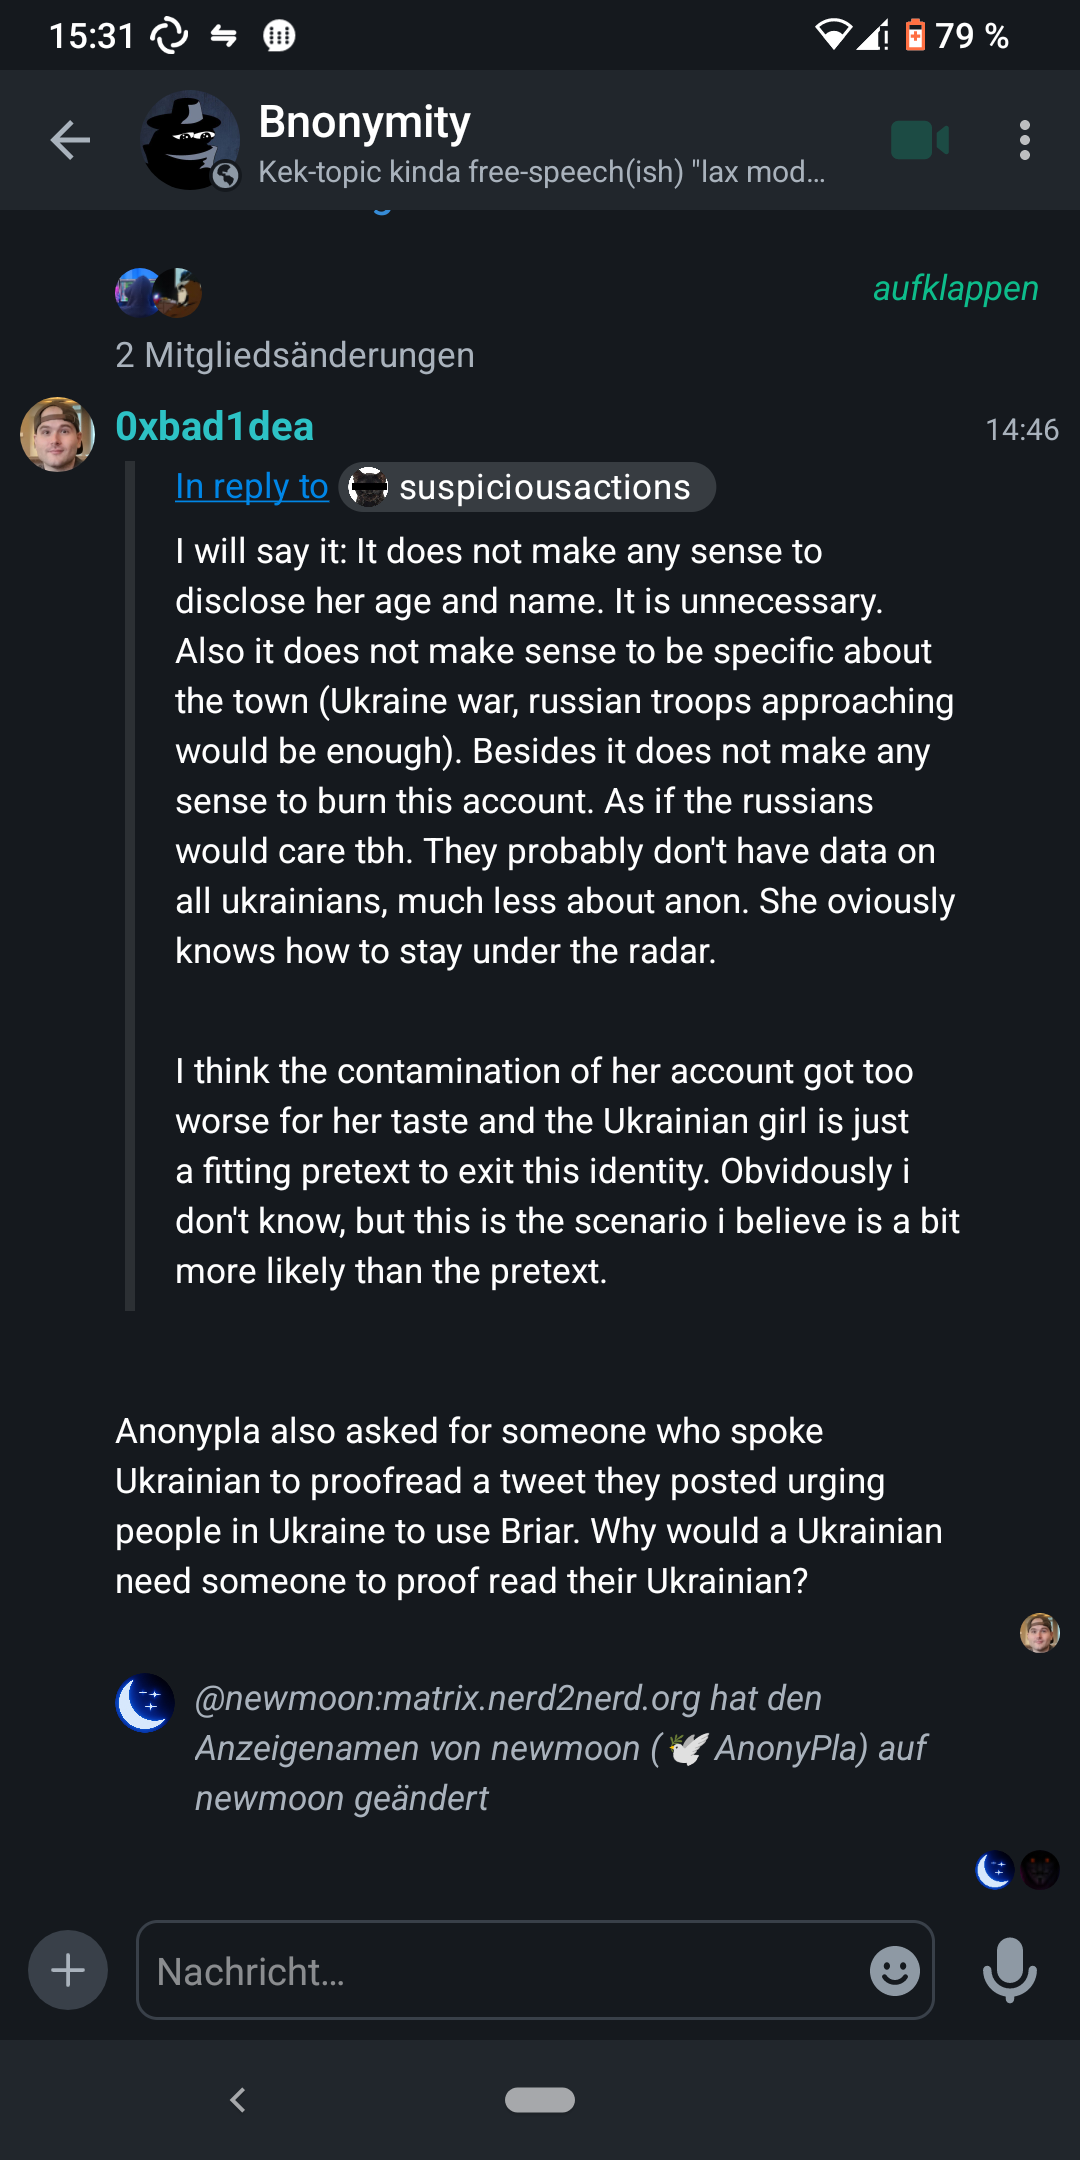 15:31
79 %
Bnonymity
Kek-topic kinda free-speech(ish) "lax mod…
aufklappen
2 Mitgliedsänderungen
0xbad1dea
14:46
In reply to suspiciousactions
I will say it: It does not make any sense to
disclose her age and name. It is unnecessary.
Also it does not make sense to be specific about
the town (Ukraine war, russian troops approaching
would be enough). Besides it does not make any
sense to burn this account. As if the russians
would care tbh. They probably don't have data on
all ukrainians, much less about anon. She oviously
knows how to stay under the radar.
I think the contamination of her account got too
worse for her taste and the Ukrainian girl is just
a fitting pretext to exit this identity. Obvidously i
don't know, but this is the scenario i believe is a bit
more likely than the pretext.
Anonypla also asked for someone who spoke
Ukrainian to proofread a tweet they posted urging
people in Ukraine to use Briar. Why would a Ukrainian
need someone to proof read their Ukrainian?
@newmoon:matrix.nerd2nerd.org hat den
Anzeigenamen von newmoon (🕊 AnonyPla) auf
newmoon geändert
Nachricht…